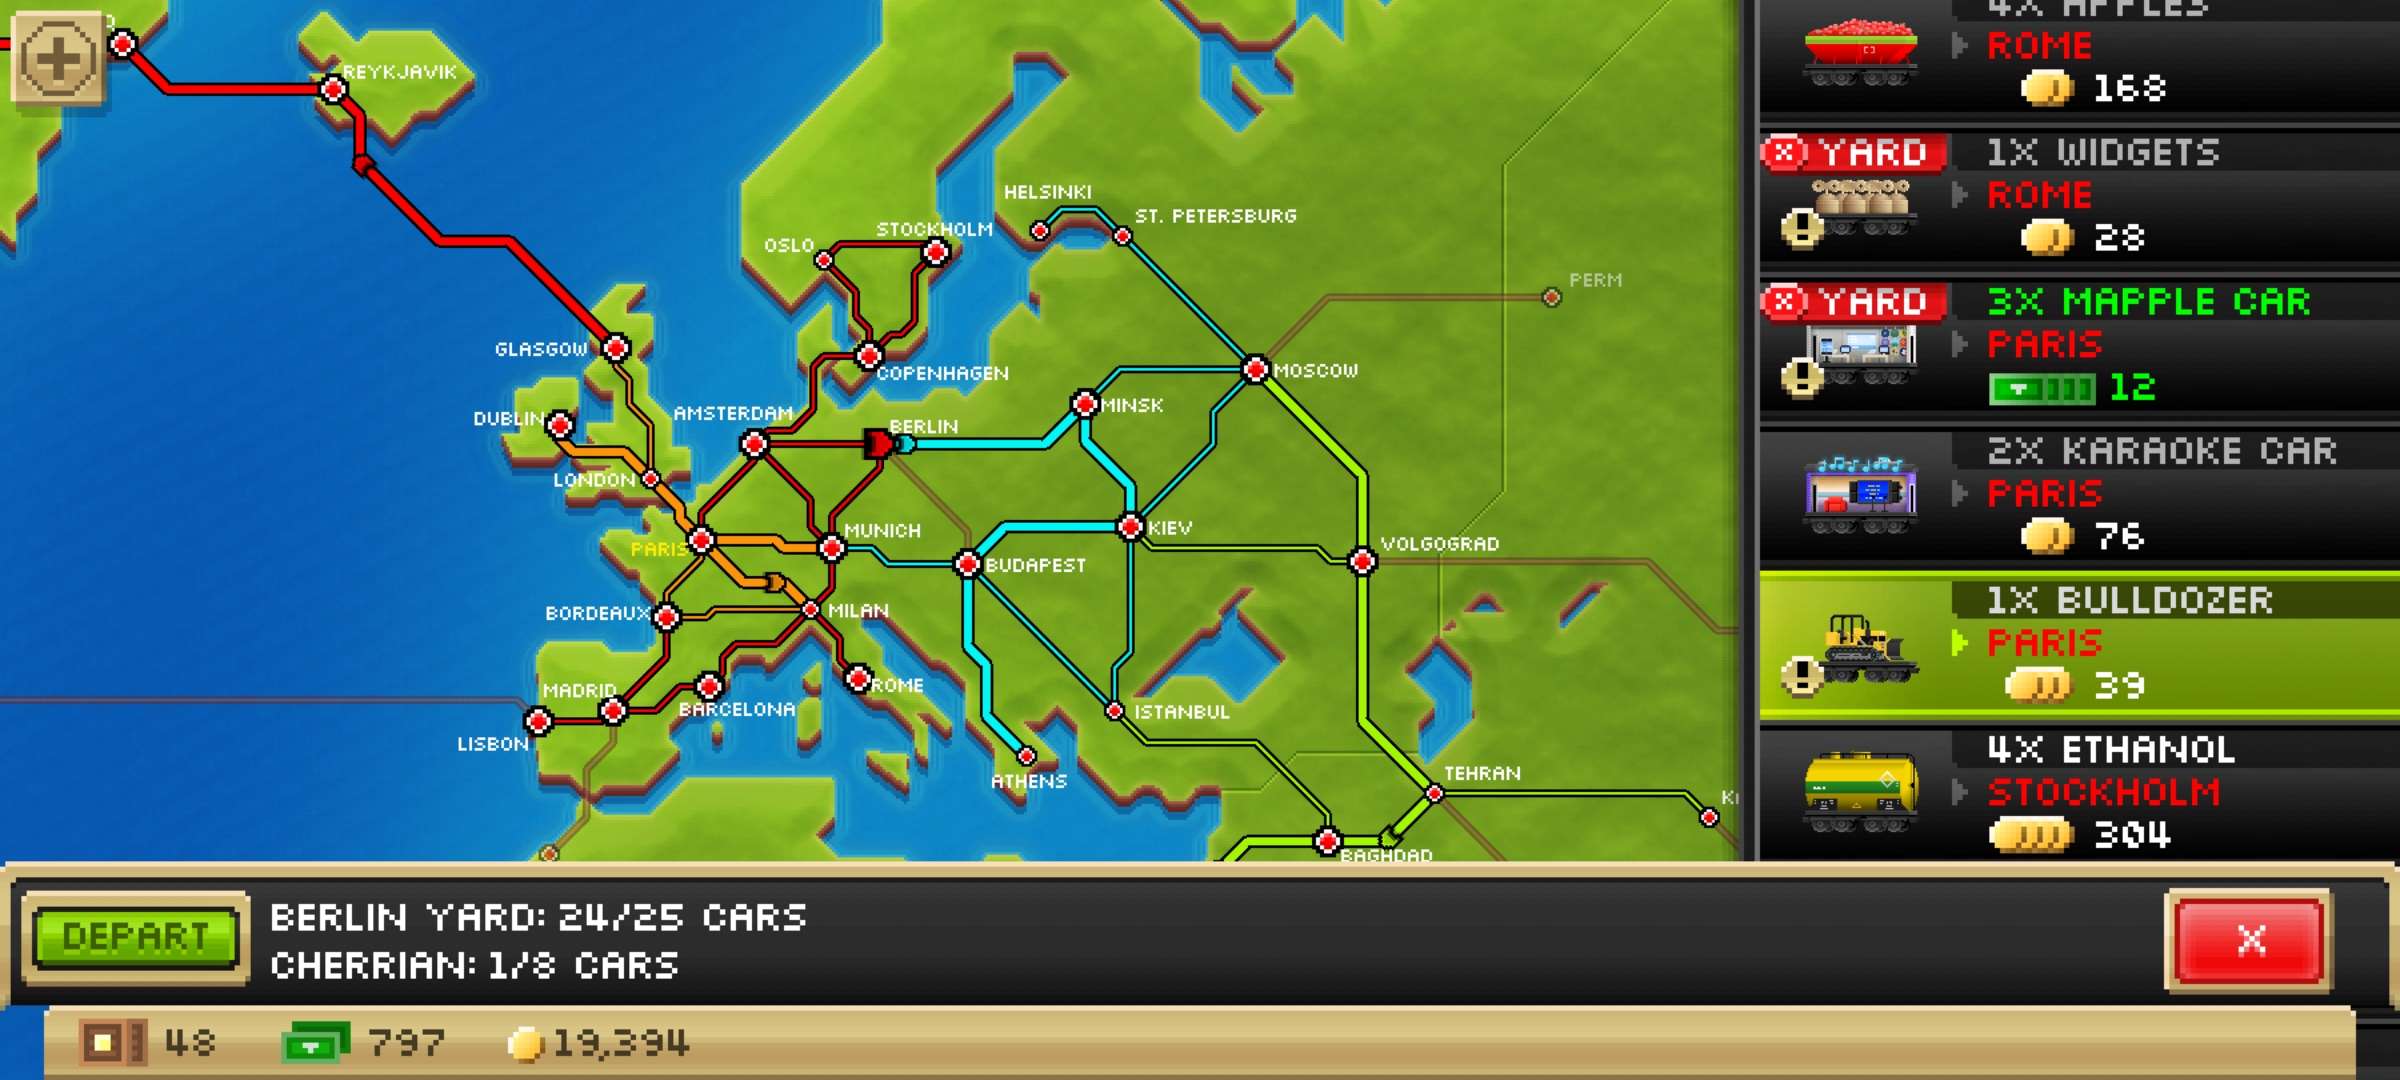 REYKJAVIK
HELSINKI
ST. PETERSBURG
STOCKHOLM
OSLO
PERM
GLASGOW
COPENHAGEN
MOSCOW
MINSK
AMSTERDAM
DUBLIN
BERLIN
LONDON
PARIS
MUNICH
KIEV
VOLGOGRAD
BUDAPEST
BORDEAUX
MILAN
MADRID
ROME
BARCELONA
ISTANBUL
LISBON
ATHENS
TEHRAN
BAGHDAD
4X APPLES
ROME
168
YARD
1X WIDGETS
ROME
28
YARD
3X MAPPLE CAR
PARIS
12
2X KARAOKE CAR
PARIS
76
1X BULLDOZER
PARIS
39
4X ETHANOL
STOCKHOLM
304
DEPART
BERLIN YARD: 24/25 CARS
CHERRIAN: 1/8 CARS
X
48
797
19,394